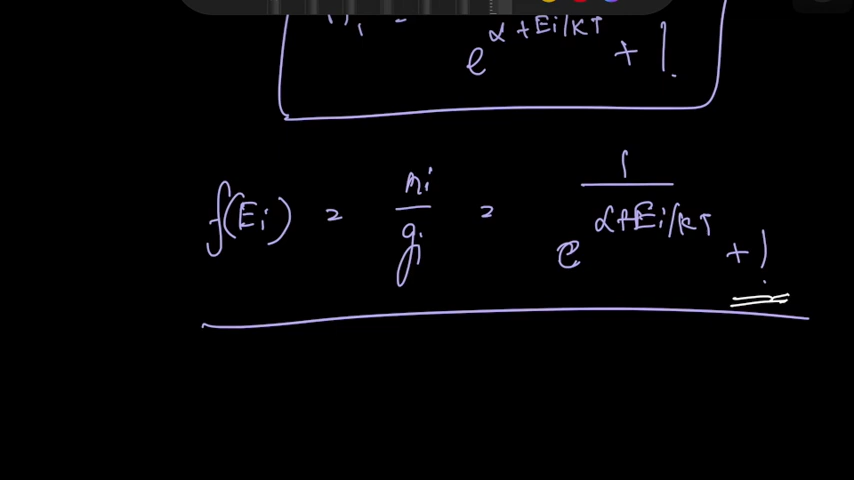 e^{α+Ei/kT} + 1.
f(Ei) = ni/gi = 1/(e^{α+Ei/kT} + 1.)